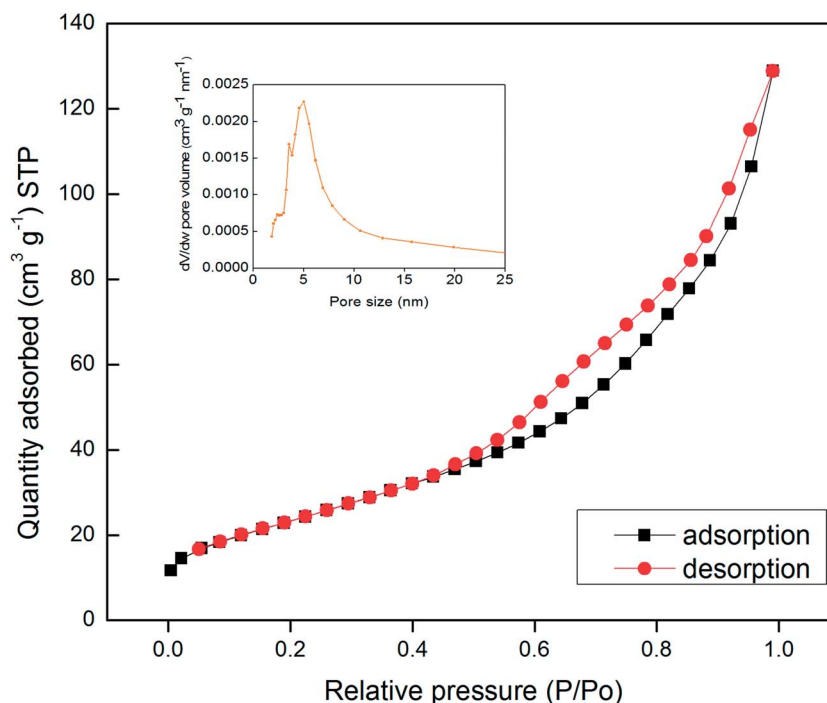 140
120
100
80
60
40
20
0
Quantity adsorbed (cm³ g⁻¹) STP
0.0025
0.0020
0.0015
0.0010
0.0005
0.0000
dV/dw pore volume (cm³ g⁻¹ nm⁻¹)
0 5 10 15 20 25
Pore size (nm)
adsorption
desorption
0.0 0.2 0.4 0.6 0.8 1.0
Relative pressure (P/Po)